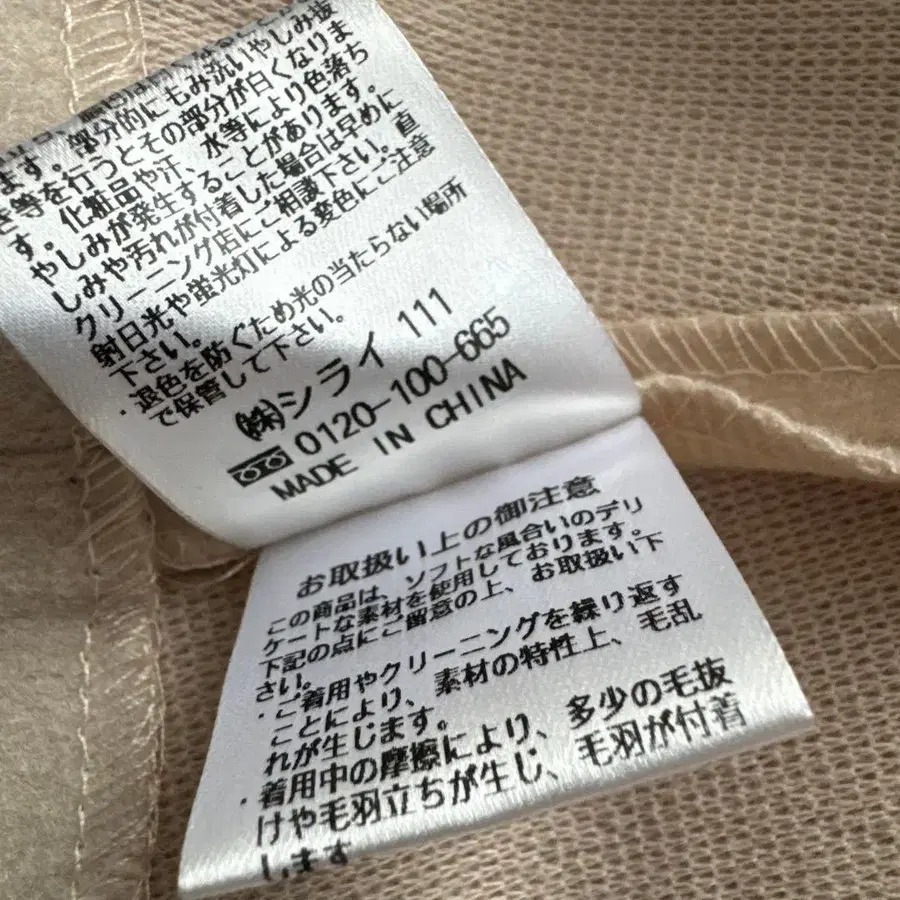 ます。部分的にもみ洗いやしみ抜
き等を行うとその部分が白くなりま
す。化粧品や汗、水等により色落ち
やしみが発生することがあります。
しみや汚れが付着した場合は早めに
クリーニング店にご相談下さい。直
射日光や蛍光灯による変色にご注意
下さい。
・退色を防ぐため光の当たらない場所
で保管して下さい。
㈱シライ 111
0120-100-665
MADE IN CHINA
お取扱い上の御注意
この商品は、ソフトな風合いのデリ
ケートな素材を使用しております。
下記の点にご留意の上、お取扱い下
さい。
・ご着用やクリーニングを繰り返す
ことにより、素材の特性上、毛乱
れが生じます。
・着用中の摩擦により、多少の毛抜
けや毛羽立ちが生じ、毛羽が付着
します